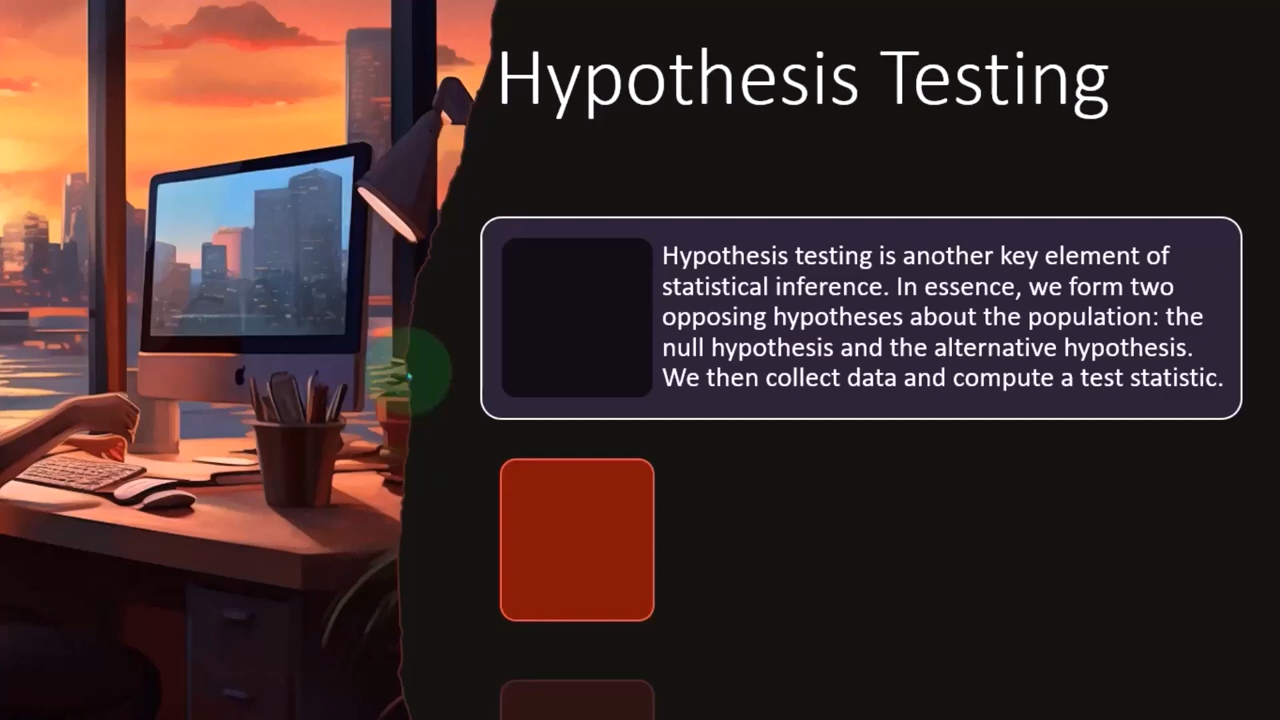 Hypothesis Testing
Hypothesis testing is another key element of
statistical inference. In essence, we form two
opposing hypotheses about the population: the
null hypothesis and the alternative hypothesis.
We then collect data and compute a test statistic.